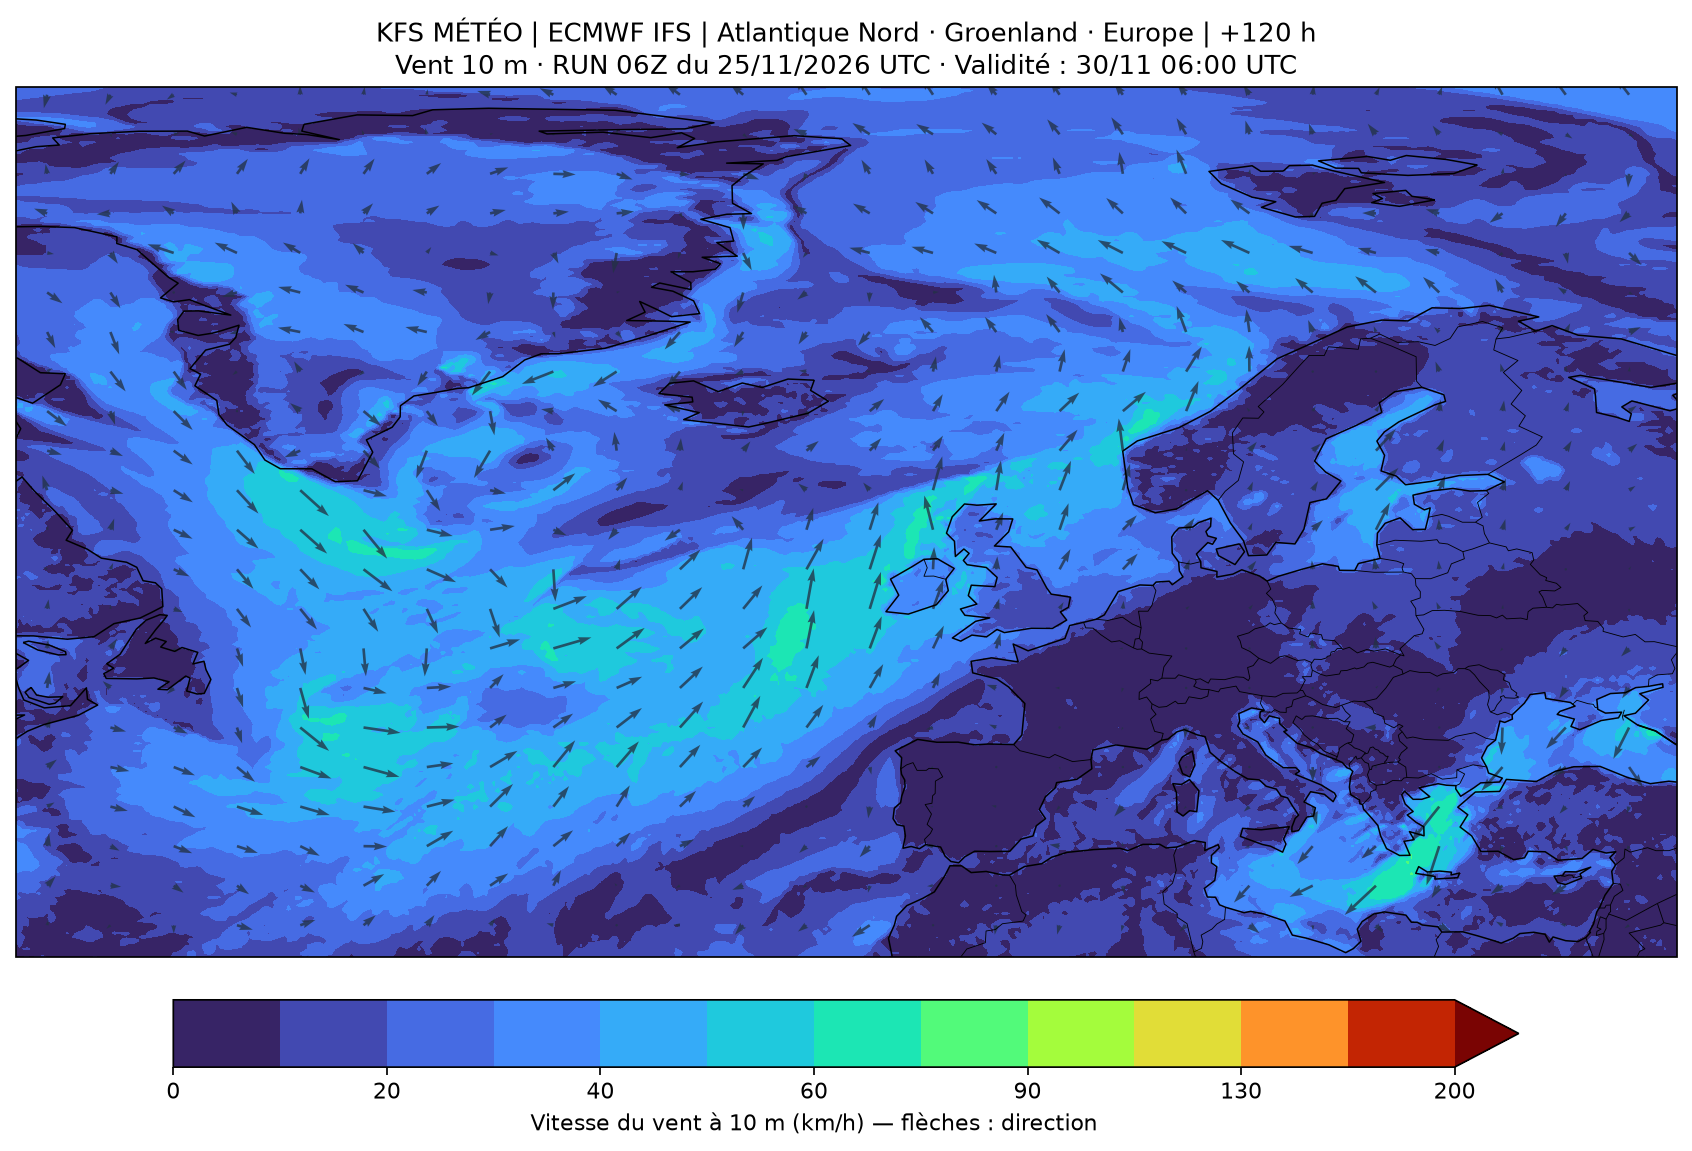 KFS MÉTÉO | ECMWF IFS | Atlantique Nord · Groenland · Europe | +120 h
Vent 10 m · RUN 06Z du 25/11/2026 UTC · Validité : 30/11 06:00 UTC
0 20 40 60 90 130 200
Vitesse du vent à 10 m (km/h) — flèches : direction